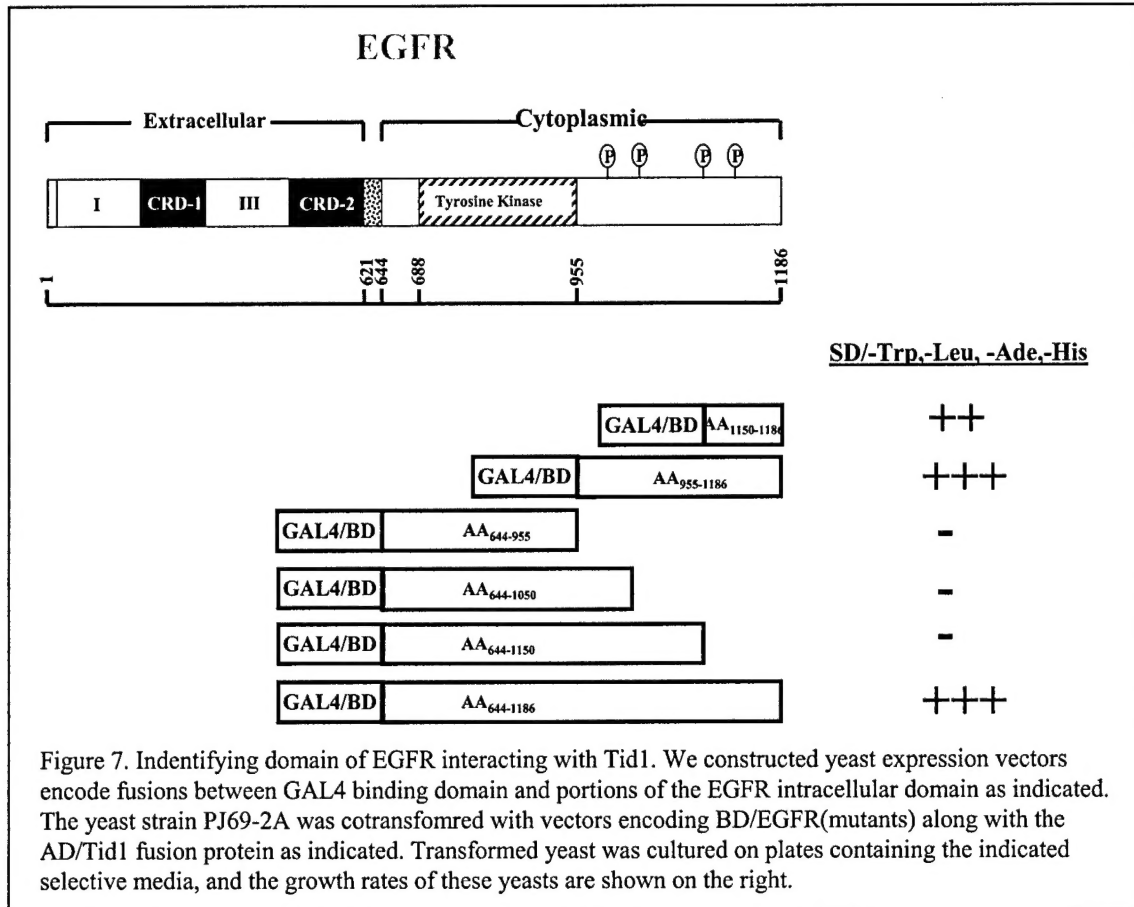 EGFR
Extracellular
Cytoplasmic
P P P P
I CRD-1 III CRD-2 Tyrosine Kinase
1 621 644 688 955 1186
SD/-Trp,-Leu, -Ade,-His
GAL4/BD AA1150-1186 ++
GAL4/BD AA955-1186 +++
GAL4/BD AA644-955 -
GAL4/BD AA644-1050 -
GAL4/BD AA644-1150 -
GAL4/BD AA644-1186 +++
Figure 7. Indentifying domain of EGFR interacting with Tid1. We constructed yeast expression vectors
encode fusions between GAL4 binding domain and portions of the EGFR intracellular domain as indicated.
The yeast strain PJ69-2A was cotransfomred with vectors encoding BD/EGFR(mutants) along with the
AD/Tid1 fusion protein as indicated. Transformed yeast was cultured on plates containing the indicated
selective media, and the growth rates of these yeasts are shown on the right.